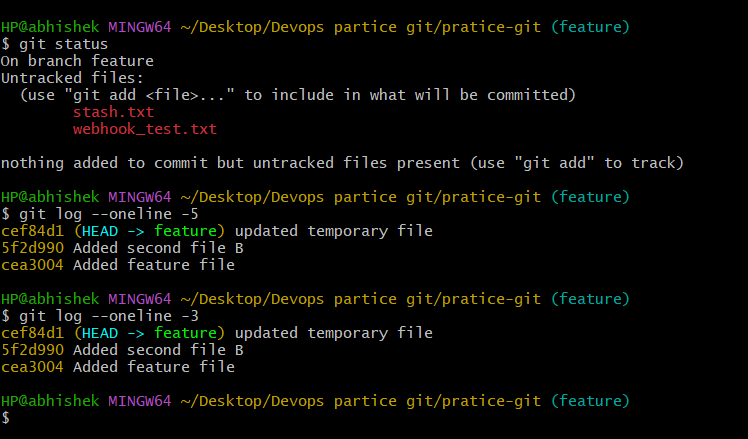 HP@abhishek MINGW64 ~/Desktop/Devops partice git/pratice-git (feature)
$ git status
On branch feature
Untracked files:
  (use "git add <file>..." to include in what will be committed)
        stash.txt
        webhook_test.txt

nothing added to commit but untracked files present (use "git add" to track)

HP@abhishek MINGW64 ~/Desktop/Devops partice git/pratice-git (feature)
$ git log --oneline -5
cef84d1 (HEAD -> feature) updated temporary file
5f2d990 Added second file B
cea3004 Added feature file

HP@abhishek MINGW64 ~/Desktop/Devops partice git/pratice-git (feature)
$ git log --oneline -3
cef84d1 (HEAD -> feature) updated temporary file
5f2d990 Added second file B
cea3004 Added feature file

HP@abhishek MINGW64 ~/Desktop/Devops partice git/pratice-git (feature)
$